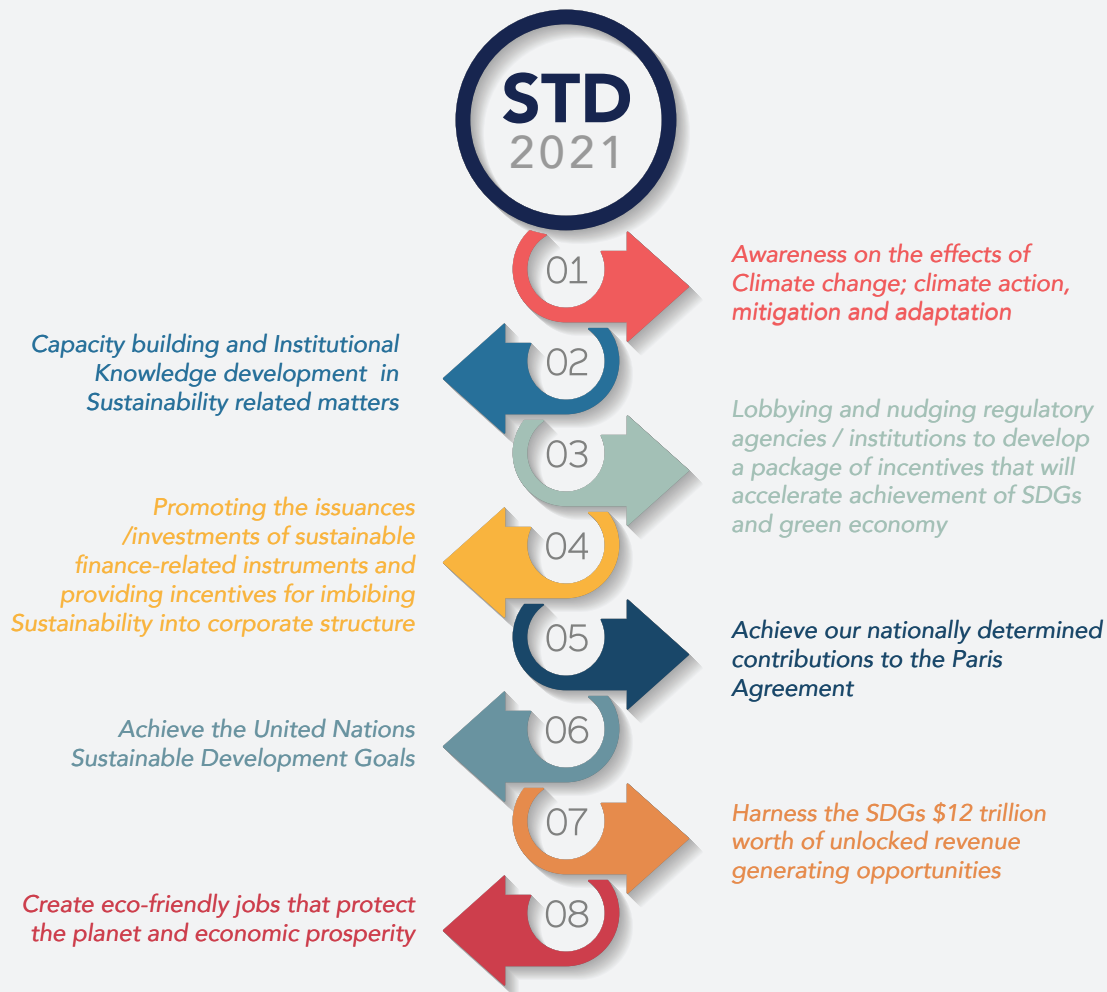 STD
2021
01
Awareness on the effects of
Climate change; climate action,
mitigation and adaptation
02
Capacity building and Institutional
Knowledge development in
Sustainability related matters
03
Lobbying and nudging regulatory
agencies / institutions to develop
a package of incentives that will
accelerate achievement of SDGs
and green economy
04
Promoting the issuances
/investments of sustainable
finance-related instruments and
providing incentives for imbibing
Sustainability into corporate structure
05
Achieve our nationally determined
contributions to the Paris
Agreement
06
Achieve the United Nations
Sustainable Development Goals
07
Harness the SDGs $12 trillion
worth of unlocked revenue
generating opportunities
08
Create eco-friendly jobs that protect
the planet and economic prosperity